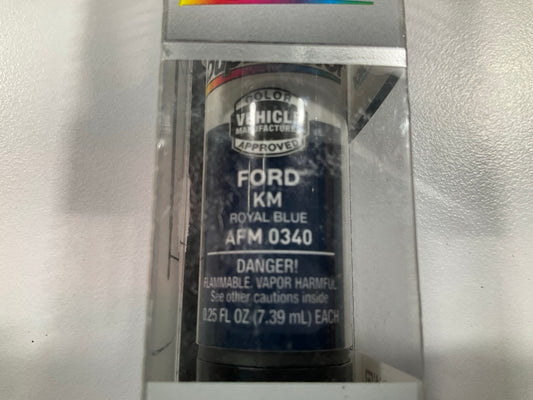 COLOR
VEHICLE
MANUFACTURER
APPROVED
FORD
KM
ROYAL BLUE
AFM 0340
DANGER!
FLAMMABLE. VAPOR HARMFUL.
See other cautions inside
0.25 FL OZ (7.39 mL) EACH